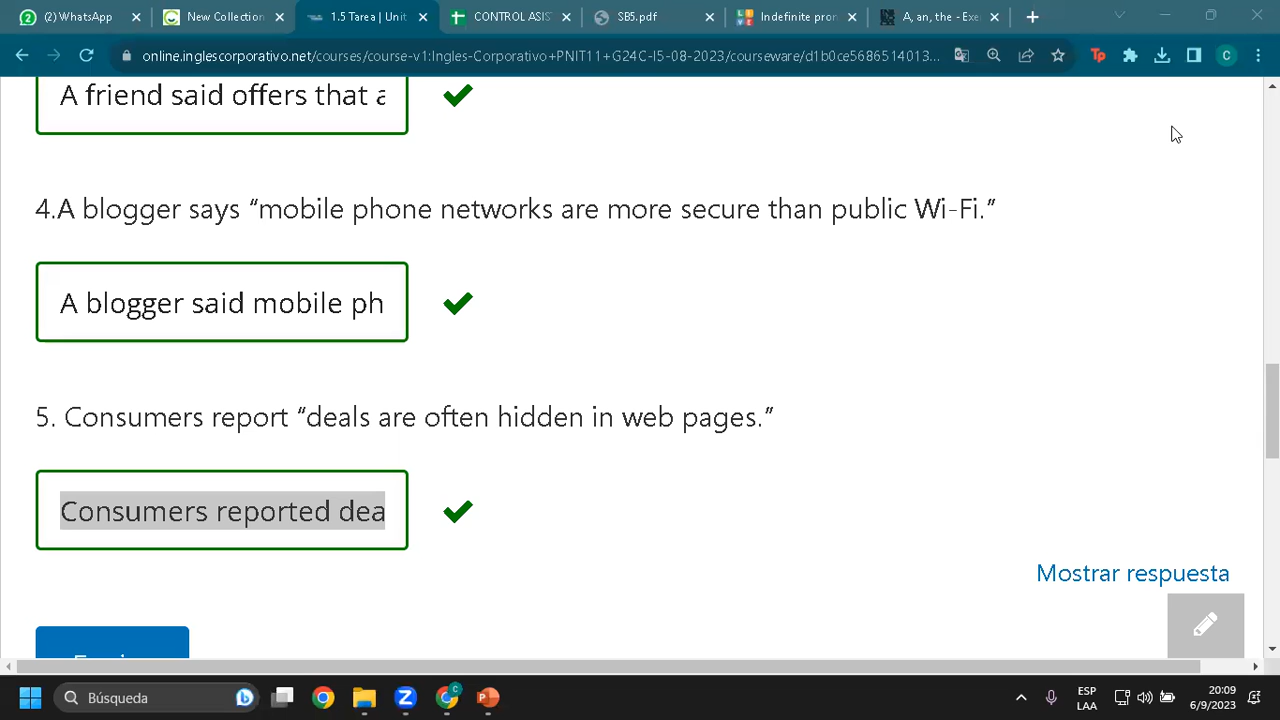 (2) WhatsApp
New Collection
1.5 Tarea | Unit
CONTROL ASIS
SB5.pdf
Indefinite pron
A, an, the - Exe
online.inglescorporativo.net/courses/course-v1:Ingles-Corporativo+PNIT11+G24C-I5-08-2023/courseware/d1b0ce5686514013...
A friend said offers that a
4.A blogger says “mobile phone networks are more secure than public Wi-Fi.”
A blogger said mobile ph
5. Consumers report “deals are often hidden in web pages.”
Consumers reported dea
Mostrar respuesta
Búsqueda
ESP
LAA
20:09
6/9/2023